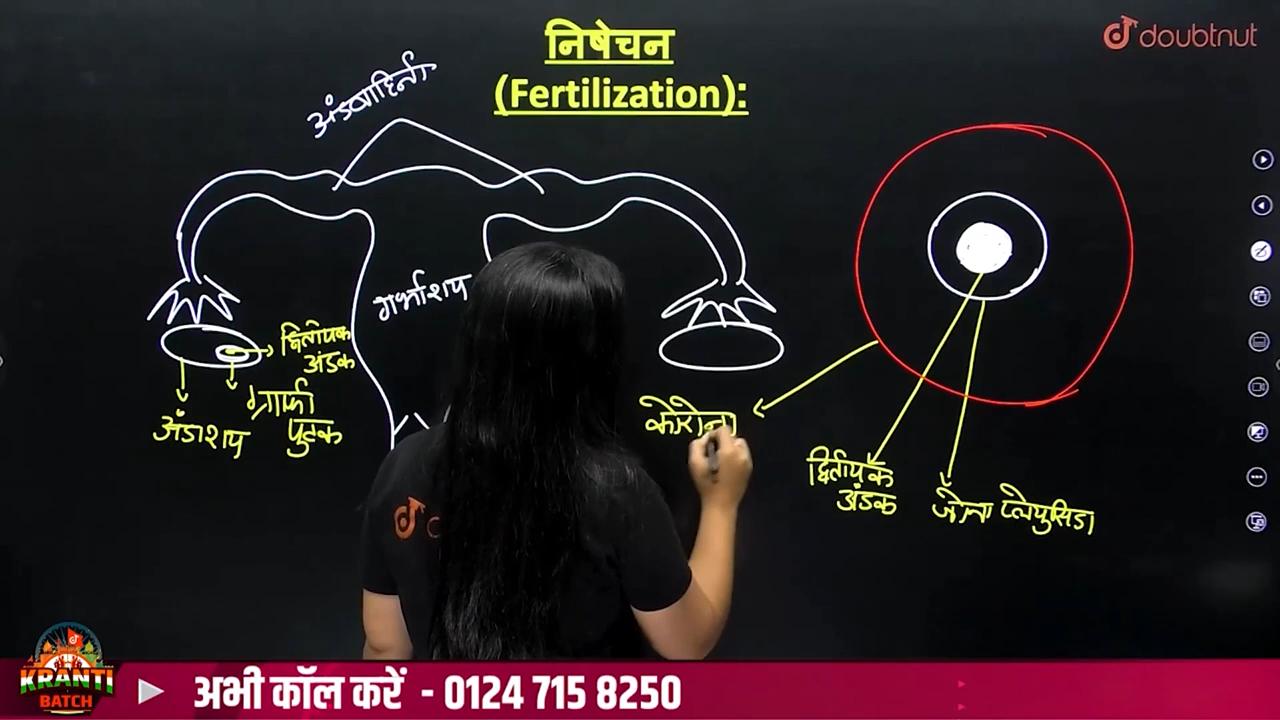 निषेचन
(Fertilization):
doubtnut
अंडवाहिनी
गर्भाशय
द्वितीयक
अंडक
ग्राफी
पुटक
अंडाशय
कोरोना
द्वितीयक
अंडक
जोना पेल्युसिडा
KRANTI
BATCH
अभी कॉल करें - 0124 715 8250